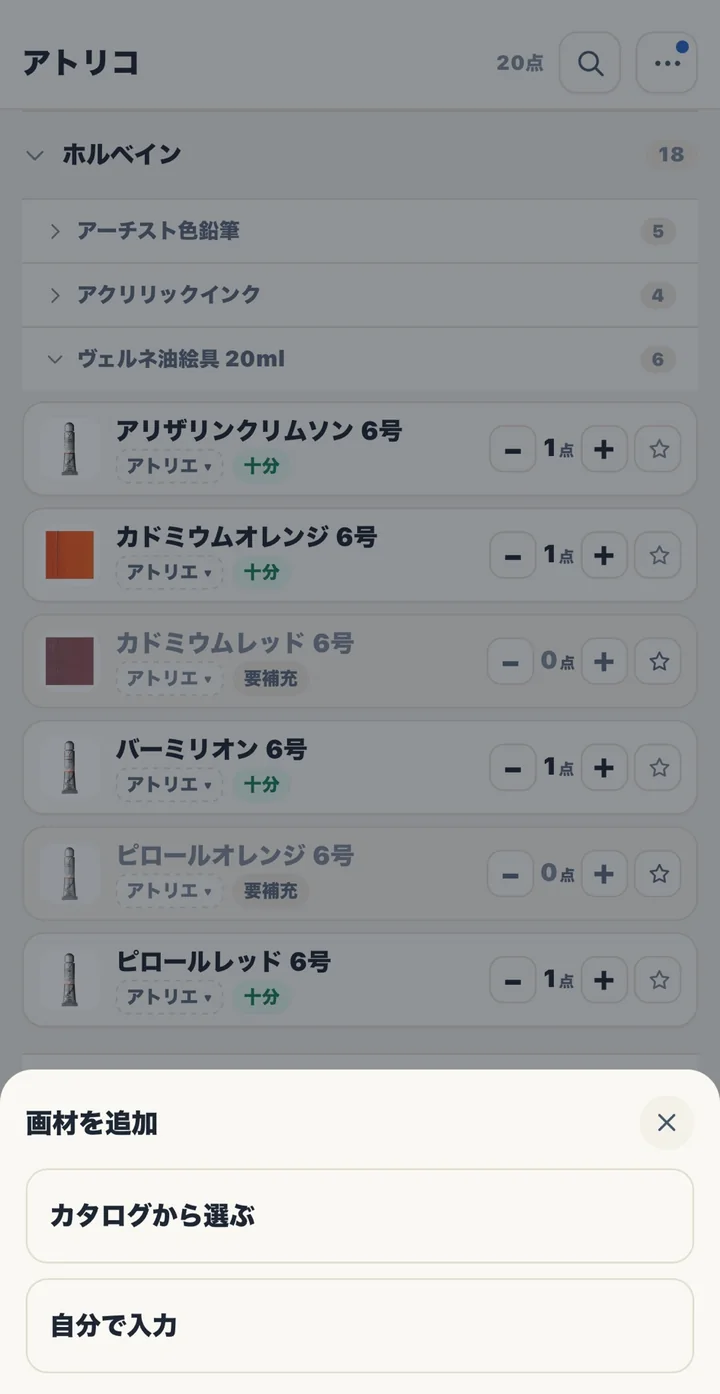 アトリコ
20点
ホルベイン
18
アーチスト色鉛筆
5
アクリリックインク
4
ヴェルネ油絵具 20ml
6
アリザリンクリムソン 6号
アトリエ ▾ 十分
− 1点 +
カドミウムオレンジ 6号
アトリエ ▾ 十分
− 1点 +
カドミウムレッド 6号
アトリエ ▾ 要補充
− 0点 +
バーミリオン 6号
アトリエ ▾ 十分
− 1点 +
ピロールオレンジ 6号
アトリエ ▾ 要補充
− 0点 +
ピロールレッド 6号
アトリエ ▾ 十分
− 1点 +
画材を追加
カタログから選ぶ
自分で入力